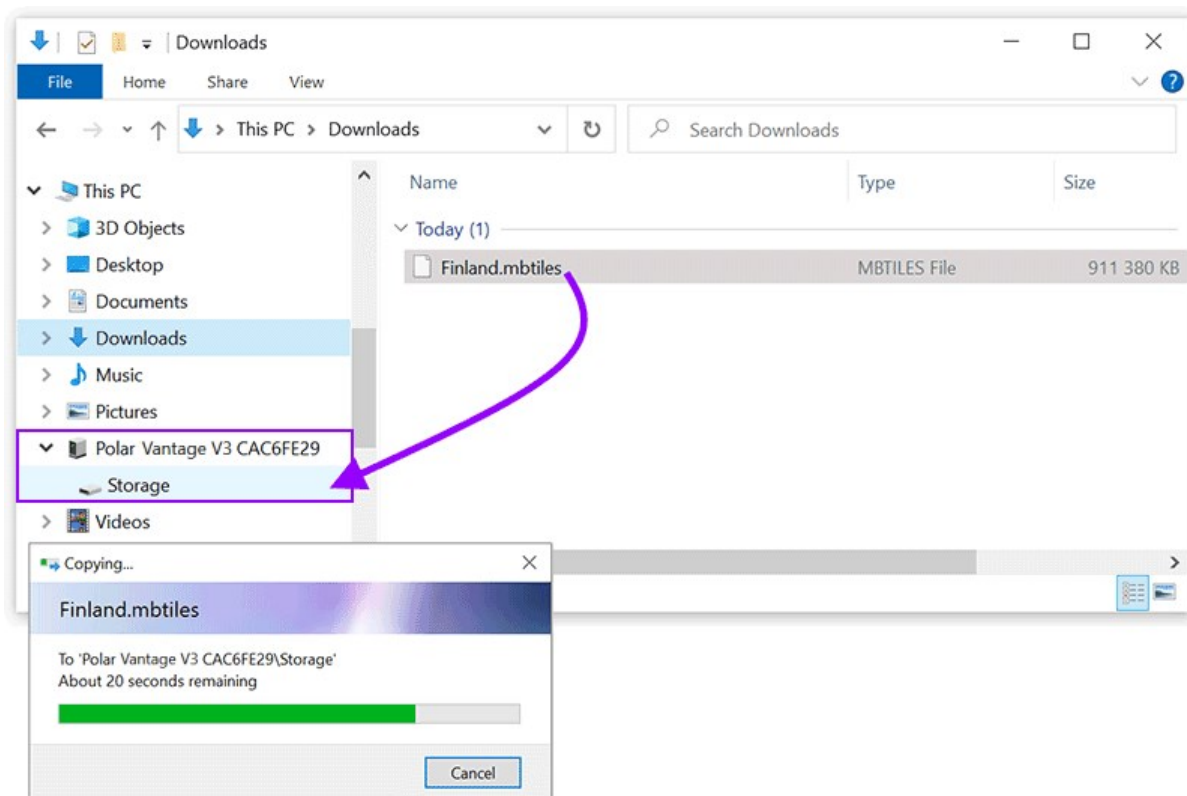 Downloads
File Home Share View
This PC > Downloads
Search Downloads
This PC
3D Objects
Desktop
Documents
Downloads
Music
Pictures
Polar Vantage V3 CAC6FE29
Storage
Videos
Name Type Size
Today (1)
Finland.mbtiles MBTILES File 911 380 KB
Copying...
Finland.mbtiles
To 'Polar Vantage V3 CAC6FE29\Storage'
About 20 seconds remaining
Cancel